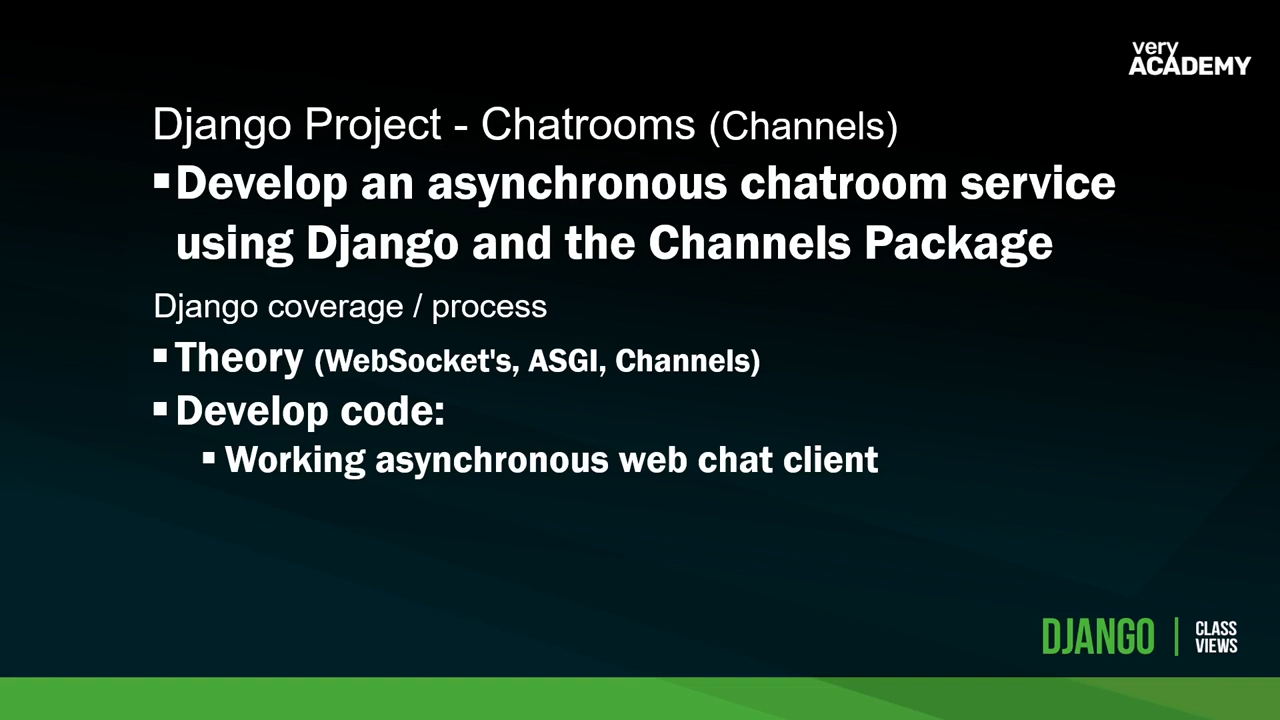 very
ACADEMY
Django Project - Chatrooms (Channels)
▪Develop an asynchronous chatroom service
using Django and the Channels Package
Django coverage / process
▪Theory (WebSocket's, ASGI, Channels)
▪Develop code:
▪Working asynchronous web chat client
DJANGO | CLASS
VIEWS